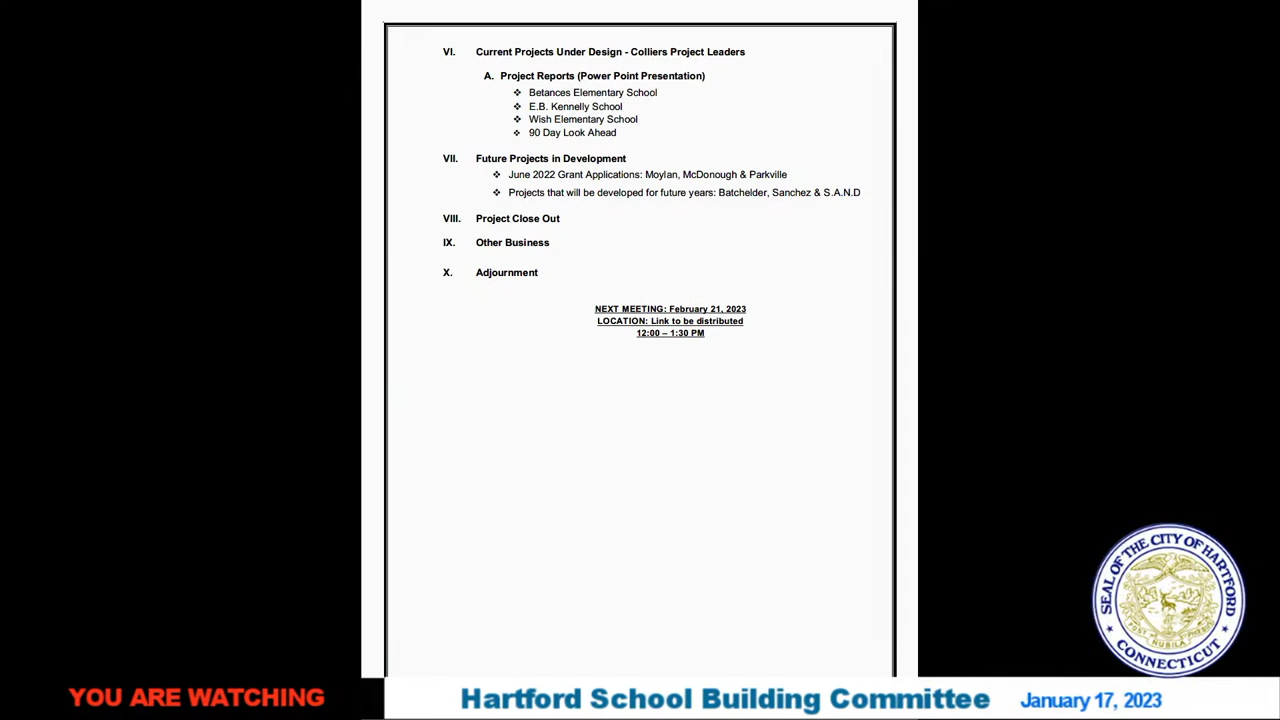 VI. Current Projects Under Design - Colliers Project Leaders
A. Project Reports (Power Point Presentation)
❖ Betances Elementary School
❖ E.B. Kennelly School
❖ Wish Elementary School
❖ 90 Day Look Ahead
VII. Future Projects in Development
❖ June 2022 Grant Applications: Moylan, McDonough & Parkville
❖ Projects that will be developed for future years: Batchelder, Sanchez & S.A.N.D
VIII. Project Close Out
IX. Other Business
X. Adjournment
NEXT MEETING: February 21, 2023
LOCATION: Link to be distributed
12:00 – 1:30 PM
SEAL OF THE CITY OF HARTFORD
POST NUBILA PHOEBUS
CONNECTICUT
YOU ARE WATCHING
Hartford School Building Committee
January 17, 2023